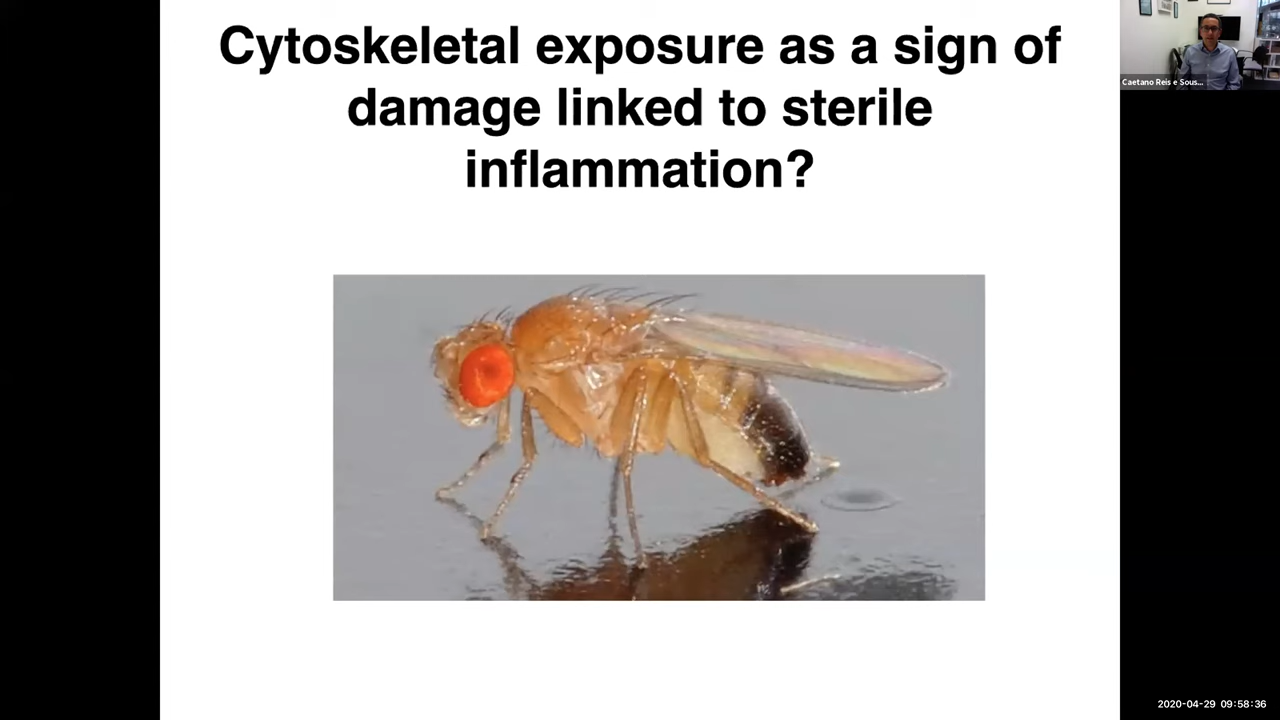 Cytoskeletal exposure as a sign of
damage linked to sterile
inflammation?
Caetano Reis e Sous...
2020-04-29 09:58:36